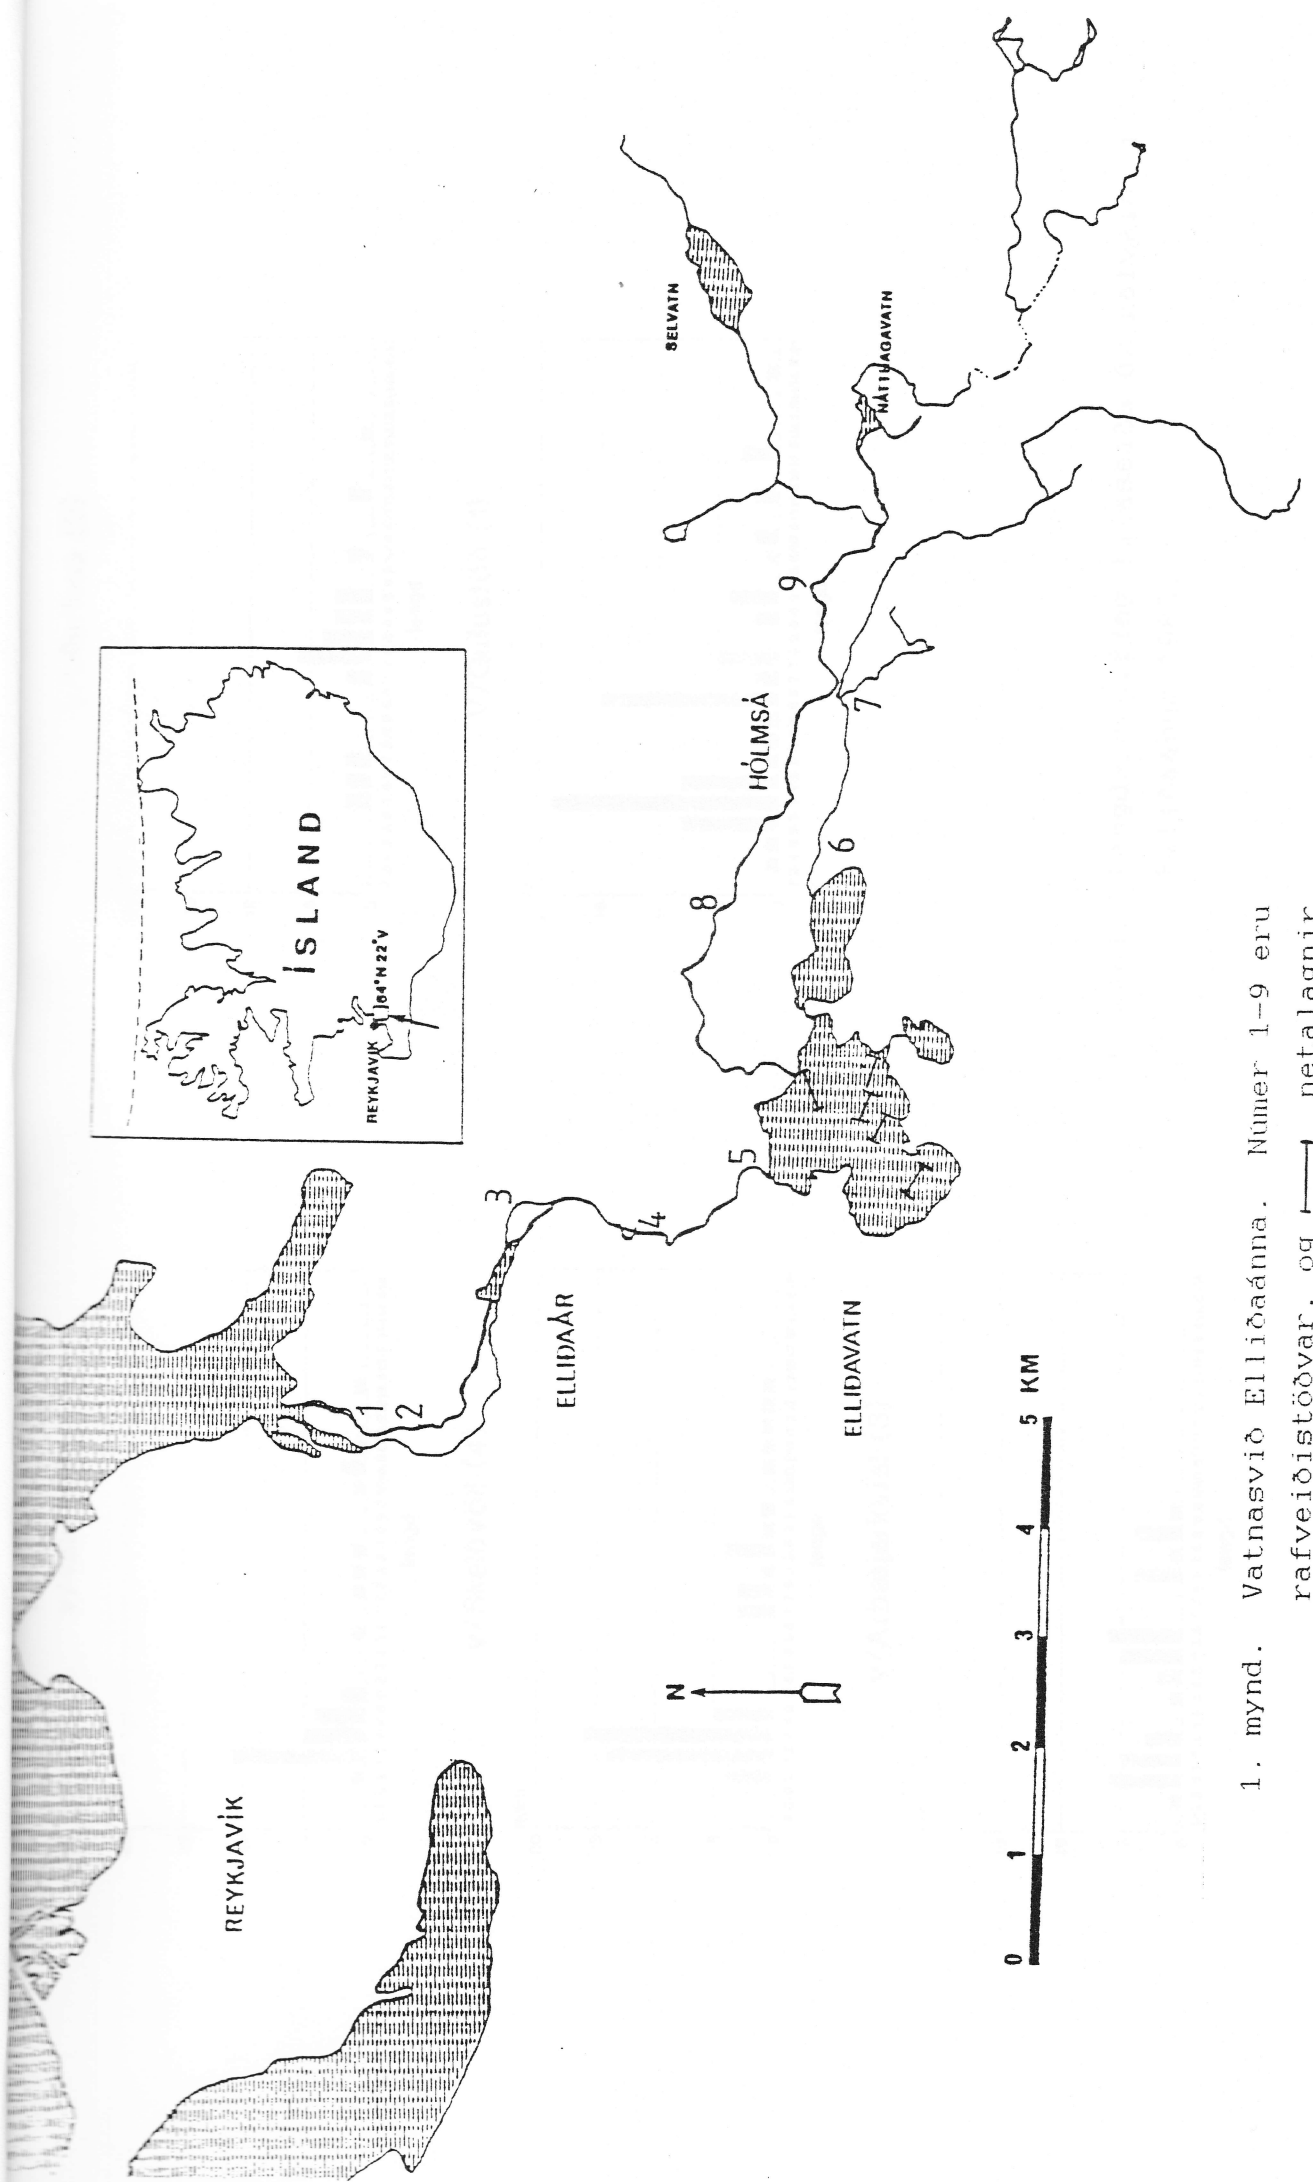 REYKJAVÍK
ÍSLAND
REYKJAVÍK
64°N 22°V
1
2
3
4
5
6
7
8
9
ELLIÐAÁR
ELLIÐAVATN
HÓLMSÁ
SELVATN
NÁTTHAGAVATN
N
0 1 2 3 4 5 KM
1. mynd. Vatnasvið Elliðaánna. Númer 1-9 eru
rafveiðistöðvar, og netalagnir